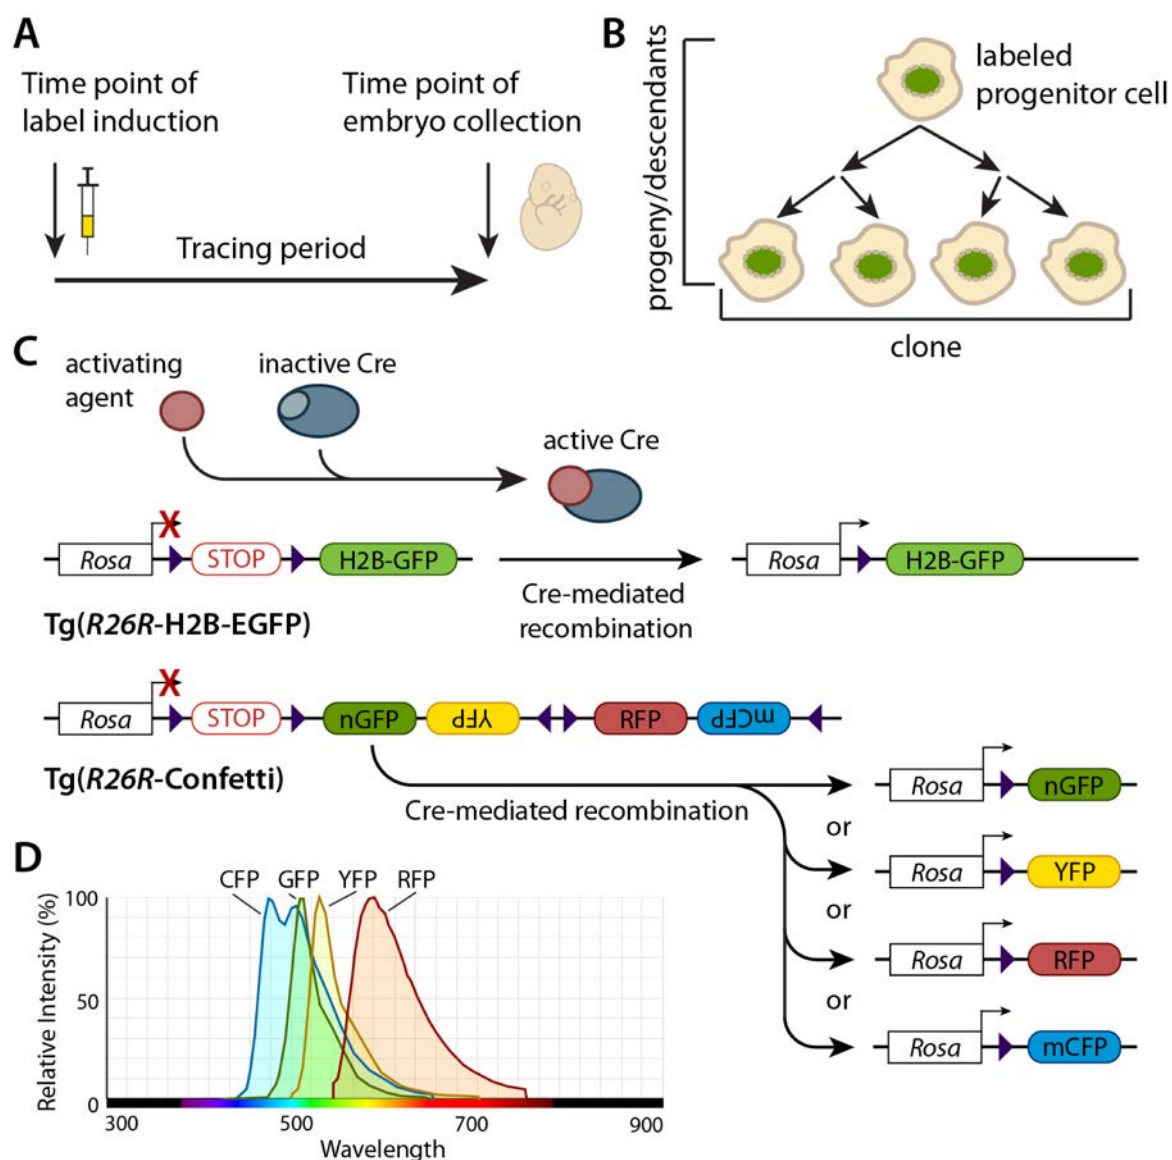 A
Time point of
label induction
Time point of
embryo collection
Tracing period
B
progeny/descendants
labeled
progenitor cell
clone
C
activating
agent
inactive Cre
active Cre
X
Rosa STOP H2B-GFP
Cre-mediated
recombination
Rosa H2B-GFP
Tg(R26R-H2B-EGFP)
X
Rosa STOP nGFP YFP RFP mCFP
Tg(R26R-Confetti)
Cre-mediated recombination
Rosa nGFP
or
Rosa YFP
or
Rosa RFP
or
Rosa mCFP
D
CFP GFP YFP RFP
Relative Intensity (%)
100
50
0
300 500 700 900
Wavelength